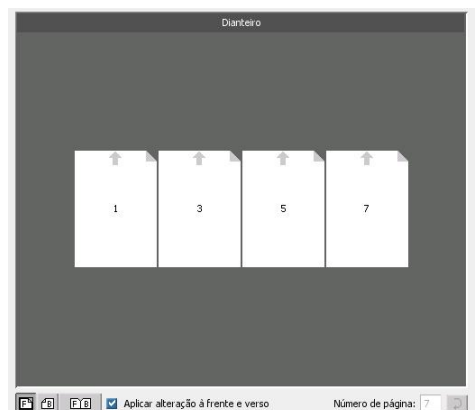 Dianteiro
1 3 5 7
F B F B Aplicar alteração à frente e verso Número de página: 7